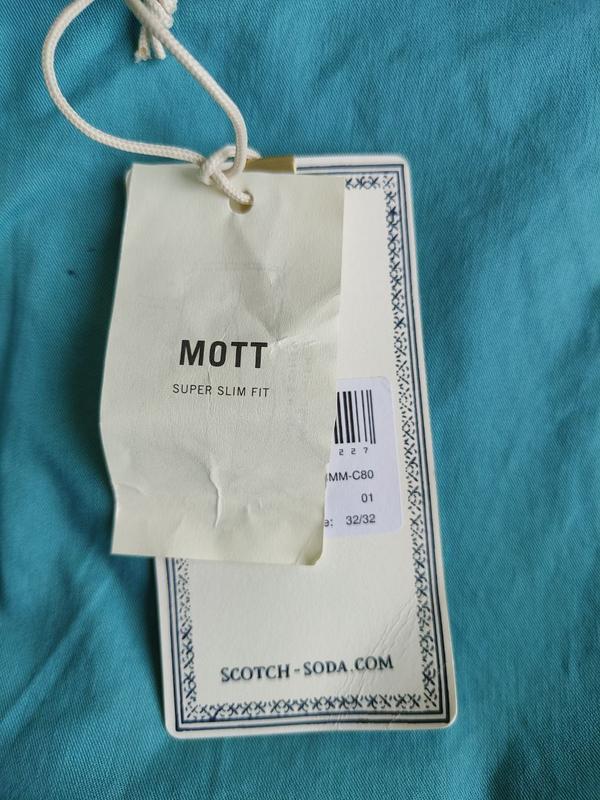 MOTT
SUPER SLIM FIT
227
MM-C80
01
e: 32/32
SCOTCH-SODA.COM